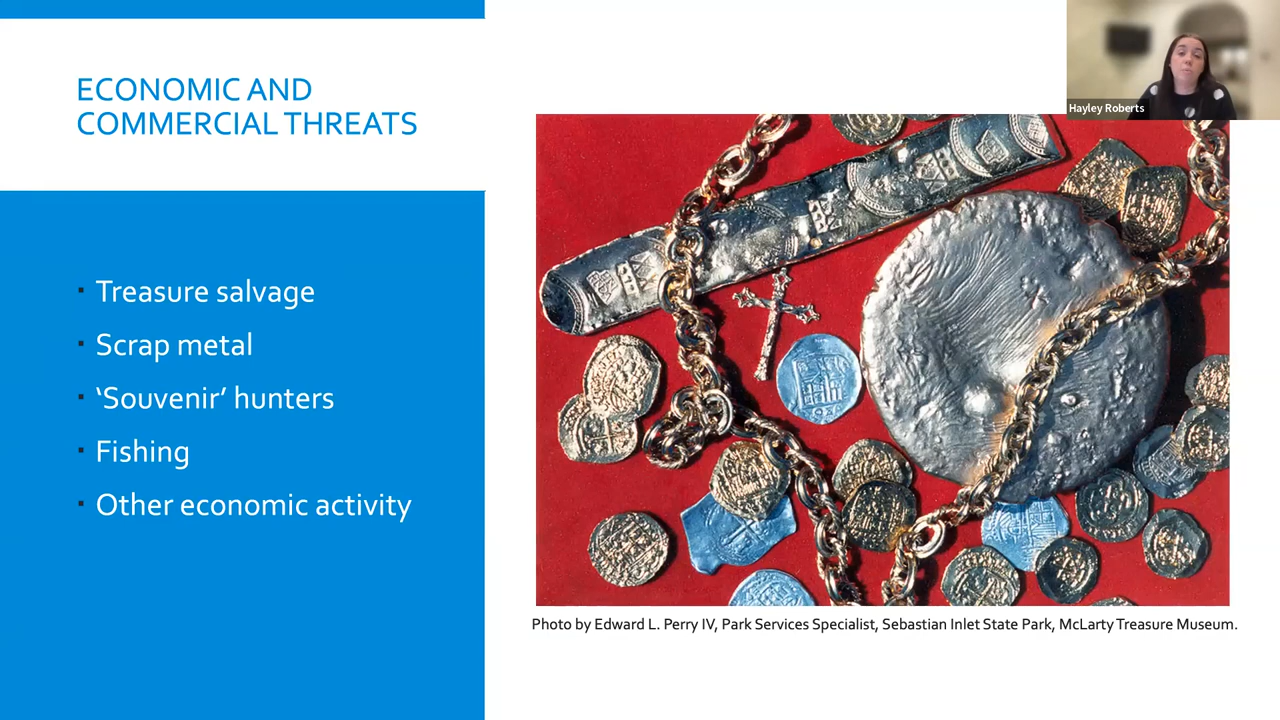 ECONOMIC AND
COMMERCIAL THREATS
Hayley Roberts
▪ Treasure salvage
▪ Scrap metal
▪ ‘Souvenir’ hunters
▪ Fishing
▪ Other economic activity
Photo by Edward L. Perry IV, Park Services Specialist, Sebastian Inlet State Park, McLarty Treasure Museum.